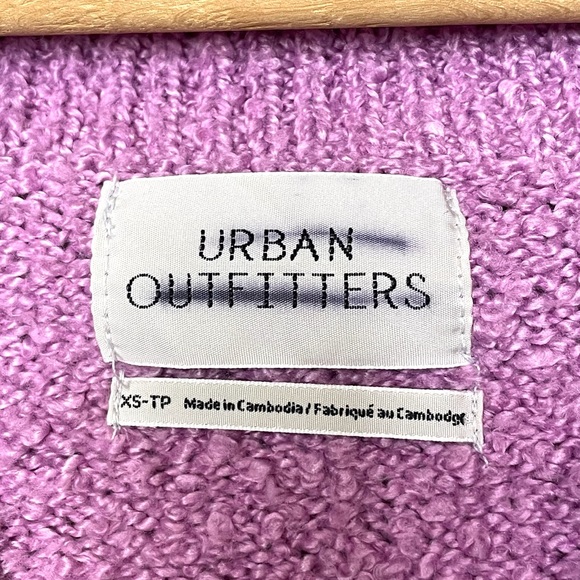 URBAN
OUTFITTERS
XS-TP Made in Cambodia / Fabriqué au Cambodge